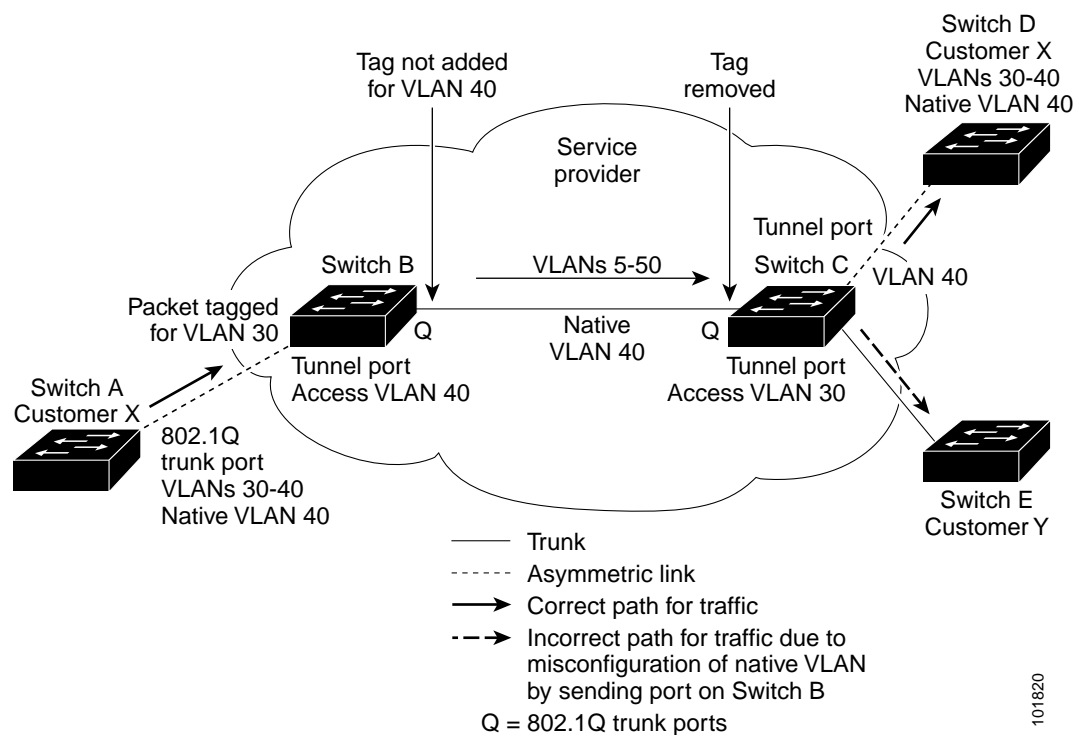 Switch D
Customer X
VLANs 30-40
Native VLAN 40
Tag not added
for VLAN 40
Tag
removed
Service
provider
Tunnel port
Switch B
VLANs 5-50
Switch C
VLAN 40
Packet tagged
for VLAN 30
Q
Native
VLAN 40
Q
Tunnel port
Access VLAN 40
Tunnel port
Access VLAN 30
Switch A
Customer X
802.1Q
trunk port
VLANs 30-40
Native VLAN 40
Switch E
Customer Y
Trunk
Asymmetric link
Correct path for traffic
Incorrect path for traffic due to
misconfiguration of native VLAN
by sending port on Switch B
Q = 802.1Q trunk ports
101820